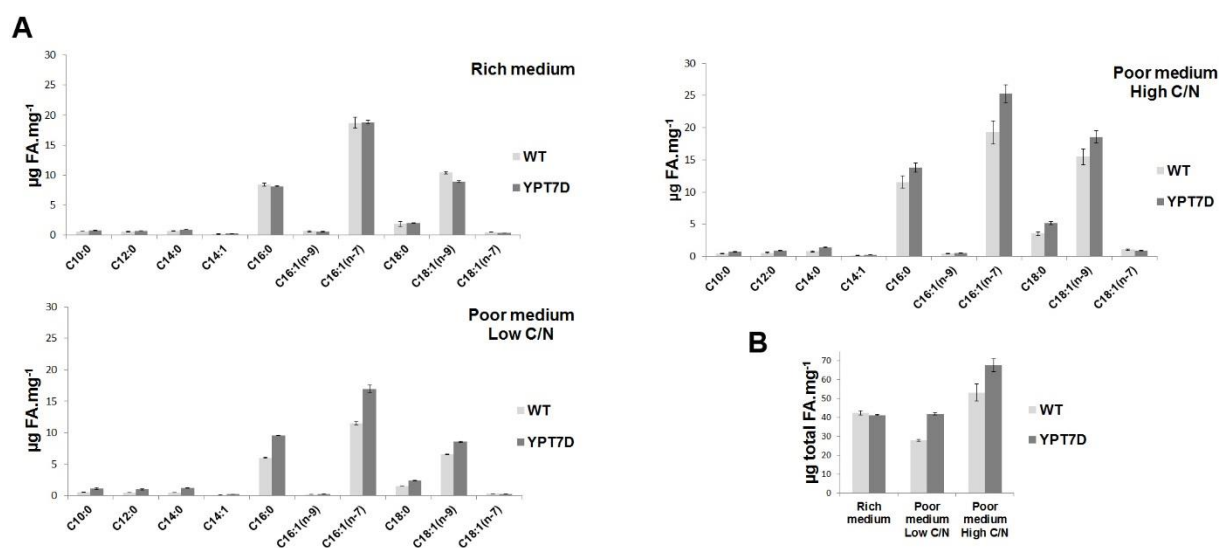 A
30
25
20
15
10
5
0
µg FA.mg-1
Rich medium
WT
YPT7D
C10:0
C12:0
C14:0
C14:1
C16:0
C16:1(n-9)
C16:1(n-7)
C18:0
C18:1(n-9)
C18:1(n-7)
30
25
20
15
10
5
0
µg FA.mg-1
Poor medium
High C/N
WT
YPT7D
C10:0
C12:0
C14:0
C14:1
C16:0
C16:1(n-9)
C16:1(n-7)
C18:0
C18:1(n-9)
C18:1(n-7)
30
25
20
15
10
5
0
µg FA.mg-1
Poor medium
Low C/N
WT
YPT7D
C10:0
C12:0
C14:0
C14:1
C16:0
C16:1(n-9)
C16:1(n-7)
C18:0
C18:1(n-9)
C18:1(n-7)
B
70
60
50
40
30
20
10
0
µg total FA.mg-1
WT
YPT7D
Rich
medium
Poor
medium
Low C/N
Poor
medium
High C/N